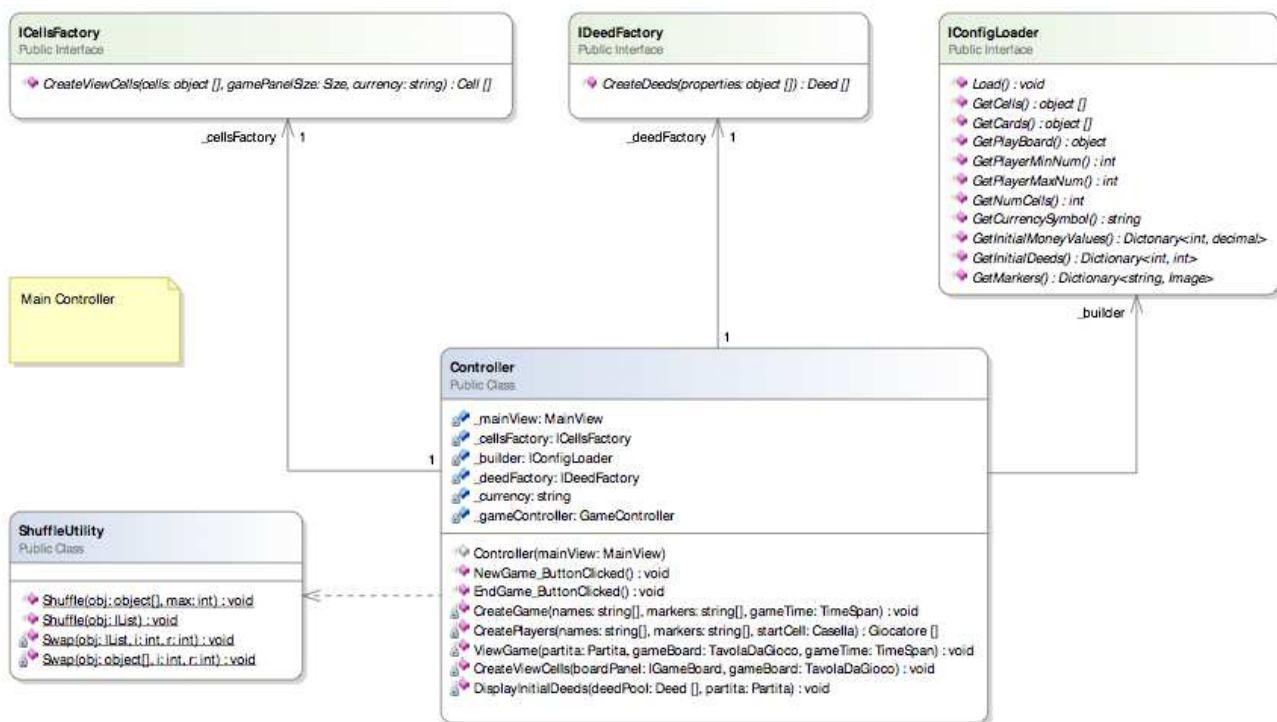 ICellsFactory
Public Interface
CreateViewCells(cells: object [], gamePanelSize: Size, currency: string) : Cell []
IDeedFactory
Public Interface
CreateDeeds(properties: object []) : Deed []
IConfigLoader
Public Interface
Load() : void
GetCells() : object []
GetCards() : object []
GetPlayBoard() : object
GetPlayerMinNum() : int
GetPlayerMaxNum() : int
GetNumCells() : int
GetCurrencySymbol() : string
GetInitialMoneyValues() : Dictonary<int, decimal>
GetInitialDeeds() : Dictionary<int, int>
GetMarkers() : Dictionary<string, Image>
_cellsFactory 1
_deedFactory 1
_builder
Main Controller
1
1
Controller
Public Class
_mainView: MainView
_cellsFactory: ICellsFactory
_builder: IConfigLoader
_deedFactory: IDeedFactory
_currency: string
_gameController: GameController
Controller(mainView: MainView)
NewGame_ButtonClicked() : void
EndGame_ButtonClicked() : void
CreateGame(names: string[], markers: string[], gameTime: TimeSpan) : void
CreatePlayers(names: string[], markers: string[], startCell: Casella) : Giocatore []
ViewGame(partita: Partita, gameBoard: TavolaDaGioco, gameTime: TimeSpan) : void
CreateViewCells(boardPanel: IGameBoard, gameBoard: TavolaDaGioco) : void
DisplayInitialDeeds(deedPool: Deed [], partita: Partita) : void
ShuffleUtility
Public Class
Shuffle(obj: object[], max: int) : void
Shuffle(obj: IList) : void
Swap(obj: IList, i: int, r: int) : void
Swap(obj: object[], i: int, r: int) : void